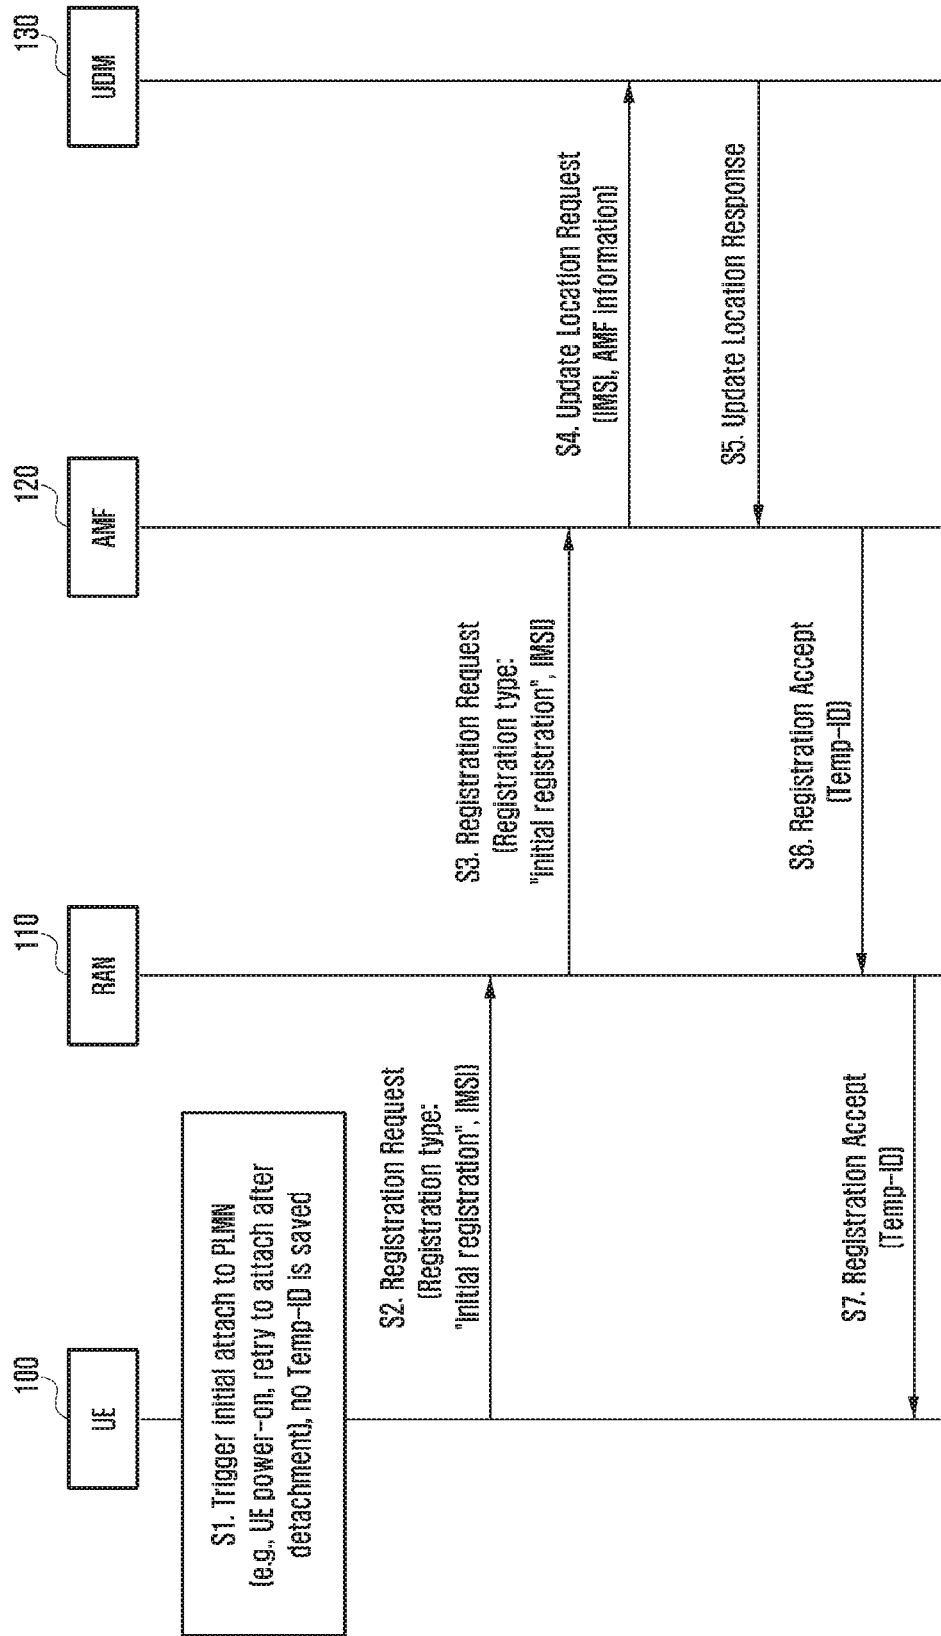 100
UE
110
RAN
120
AMF
130
UDM
S1. Trigger initial attach to PLMN
(e.g., UE power-on, retry to attach after
detachment), no Temp-ID is saved
S2. Registration Request
(Registration type:
"initial registration", IMSI)
S3. Registration Request
(Registration type:
"initial registration", IMSI)
S4. Update Location Request
(IMSI, AMF information)
S5. Update Location Response
S6. Registration Accept
(Temp-ID)
S7. Registration Accept
(Temp-ID)